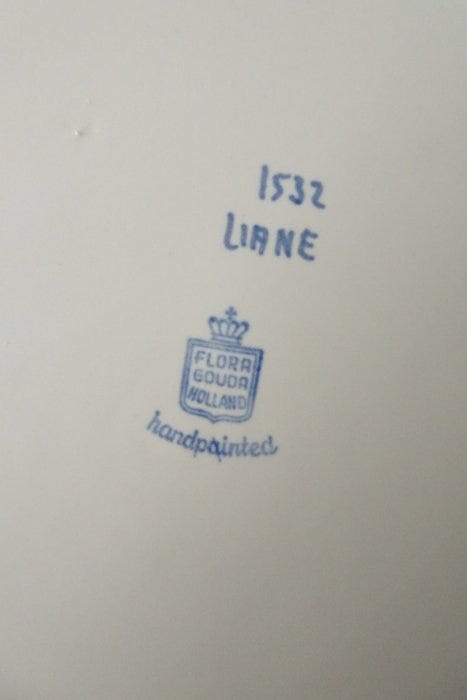 1532
LIANE
FLORA
GOUDA
HOLLAND
handpainted